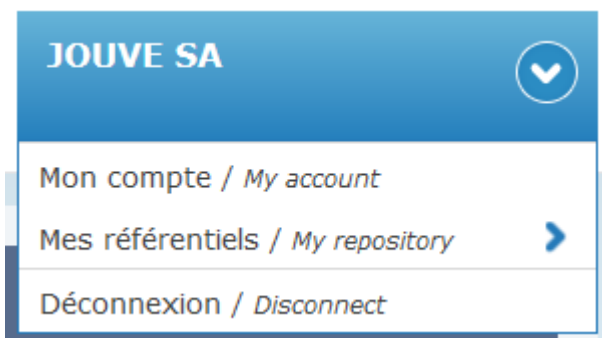 JOUVE SA
Mon compte / My account
Mes référentiels / My repository
Déconnexion / Disconnect